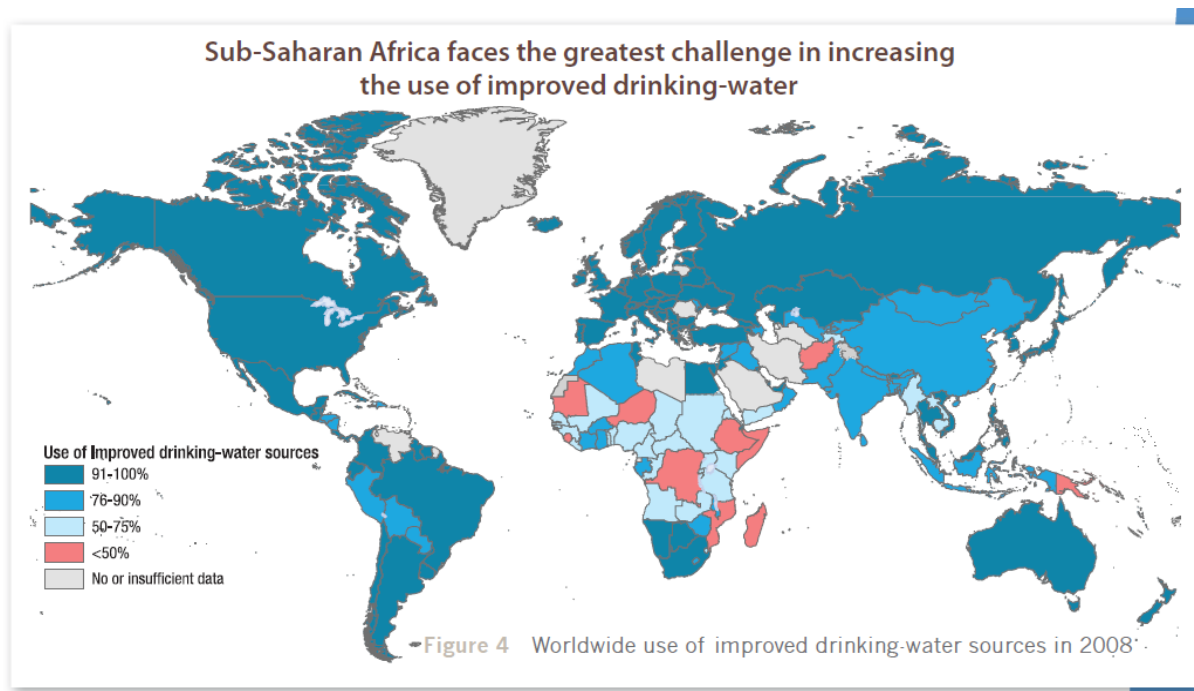 Sub-Saharan Africa faces the greatest challenge in increasing
the use of improved drinking-water
Use of Improved drinking-water sources
91-100%
76-90%
50-75%
<50%
No or insufficient data
Figure 4 Worldwide use of improved drinking-water sources in 2008